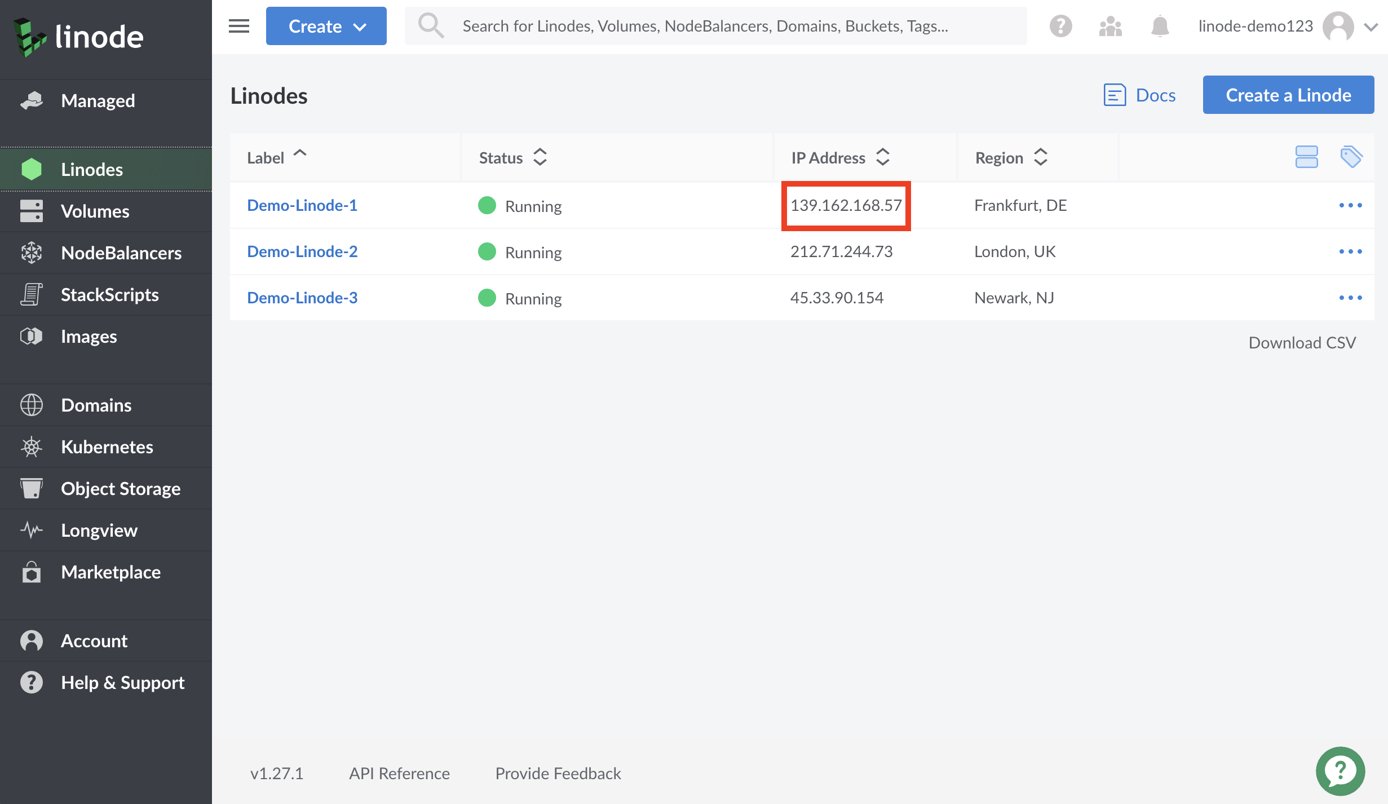 linode
Create
Search for Linodes, Volumes, NodeBalancers, Domains, Buckets, Tags...
?
linode-demo123
Managed
Linodes
Volumes
NodeBalancers
StackScripts
Images
Domains
Kubernetes
Object Storage
Longview
Marketplace
Account
? Help & Support
Linodes
Docs
Create a Linode
Label Status IP Address Region
Demo-Linode-1 Running 139.162.168.57 Frankfurt, DE ...
Demo-Linode-2 Running 212.71.244.73 London, UK ...
Demo-Linode-3 Running 45.33.90.154 Newark, NJ ...
Download CSV
v1.27.1 API Reference Provide Feedback
?